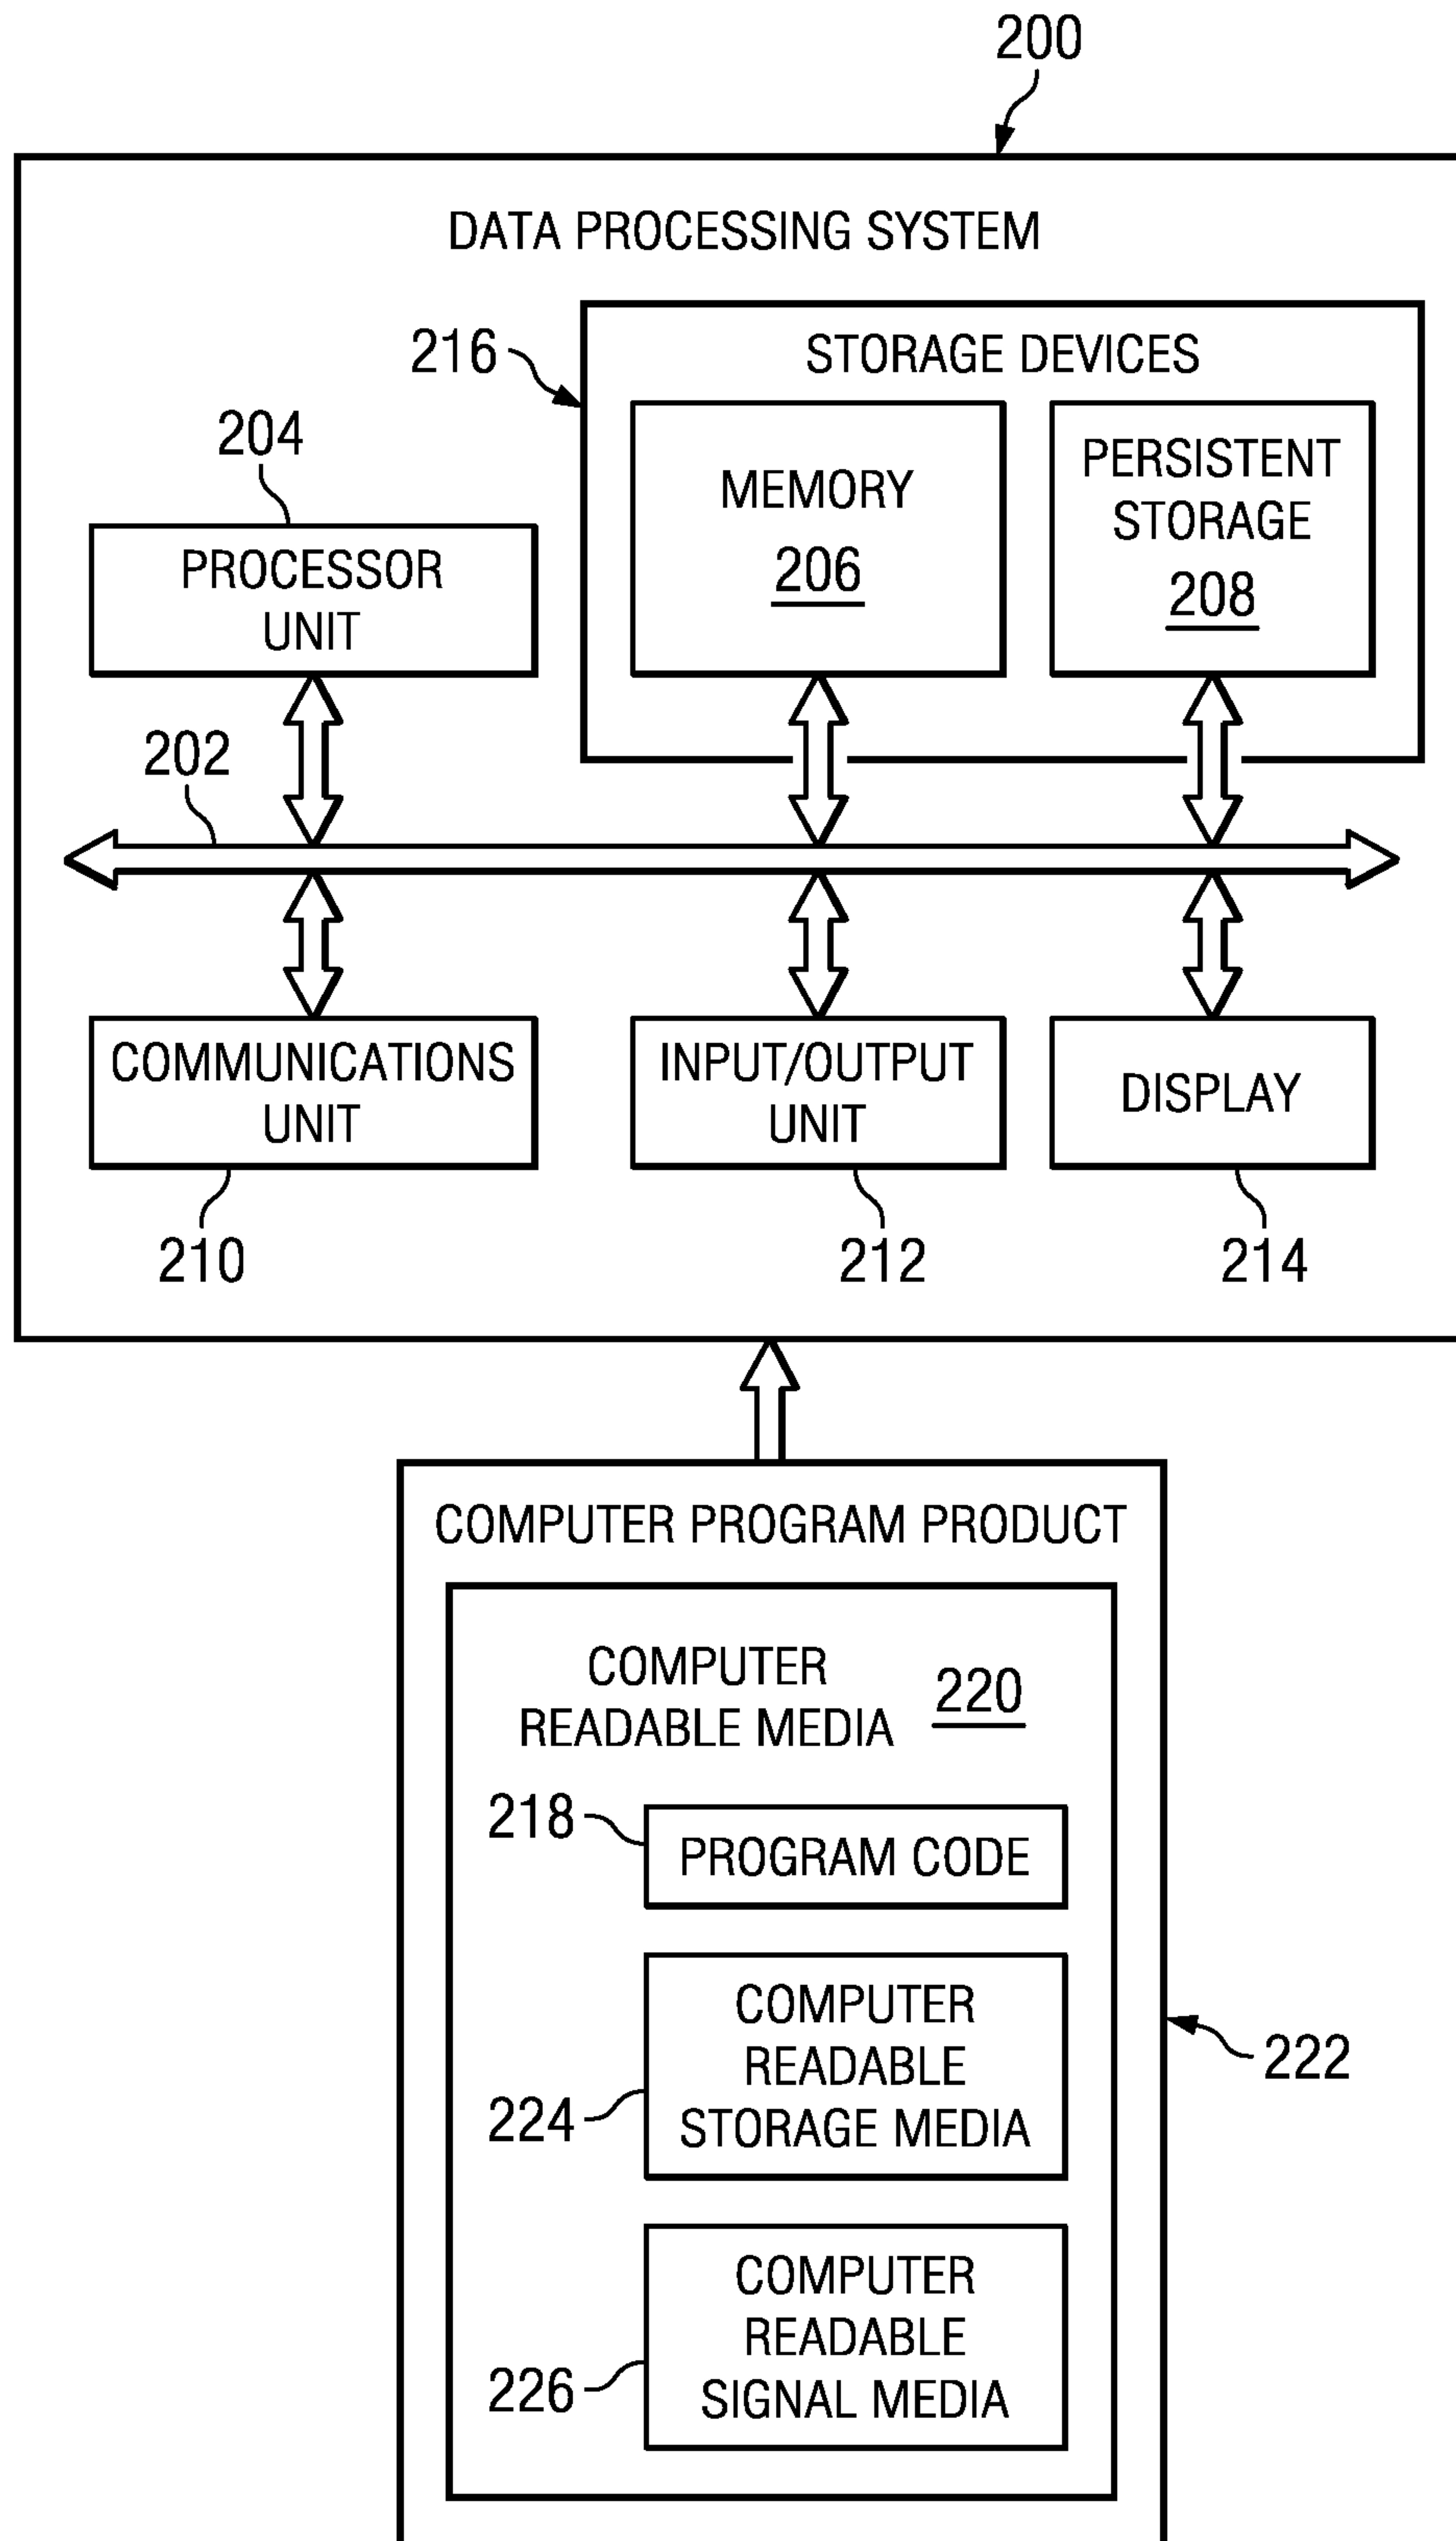 200
DATA PROCESSING SYSTEM
216
STORAGE DEVICES
204
MEMORY
206
PERSISTENT
STORAGE
208
PROCESSOR
UNIT
202
COMMUNICATIONS
UNIT
INPUT/OUTPUT
UNIT
DISPLAY
210
212
214
COMPUTER PROGRAM PRODUCT
COMPUTER
READABLE MEDIA
220
218
PROGRAM CODE
COMPUTER
READABLE
STORAGE MEDIA
224
222
COMPUTER
READABLE
SIGNAL MEDIA
226